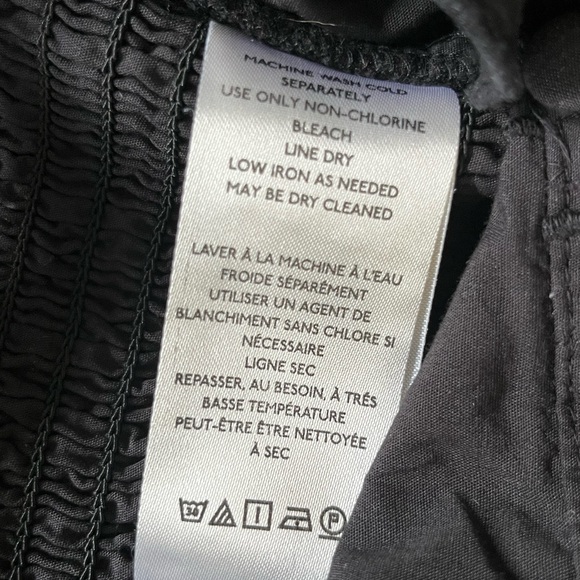 MACHINE WASH COLD
SEPARATELY
USE ONLY NON-CHLORINE
BLEACH
LINE DRY
LOW IRON AS NEEDED
MAY BE DRY CLEANED
LAVER À LA MACHINE À L'EAU
FROIDE SÉPARÉMENT
UTILISER UN AGENT DE
BLANCHIMENT SANS CHLORE SI
NÉCESSAIRE
LIGNE SEC
REPASSER, AU BESOIN, À TRÉS
BASSE TEMPÉRATURE
PEUT-ÊTRE ÊTRE NETTOYÉE
À SEC
30 P